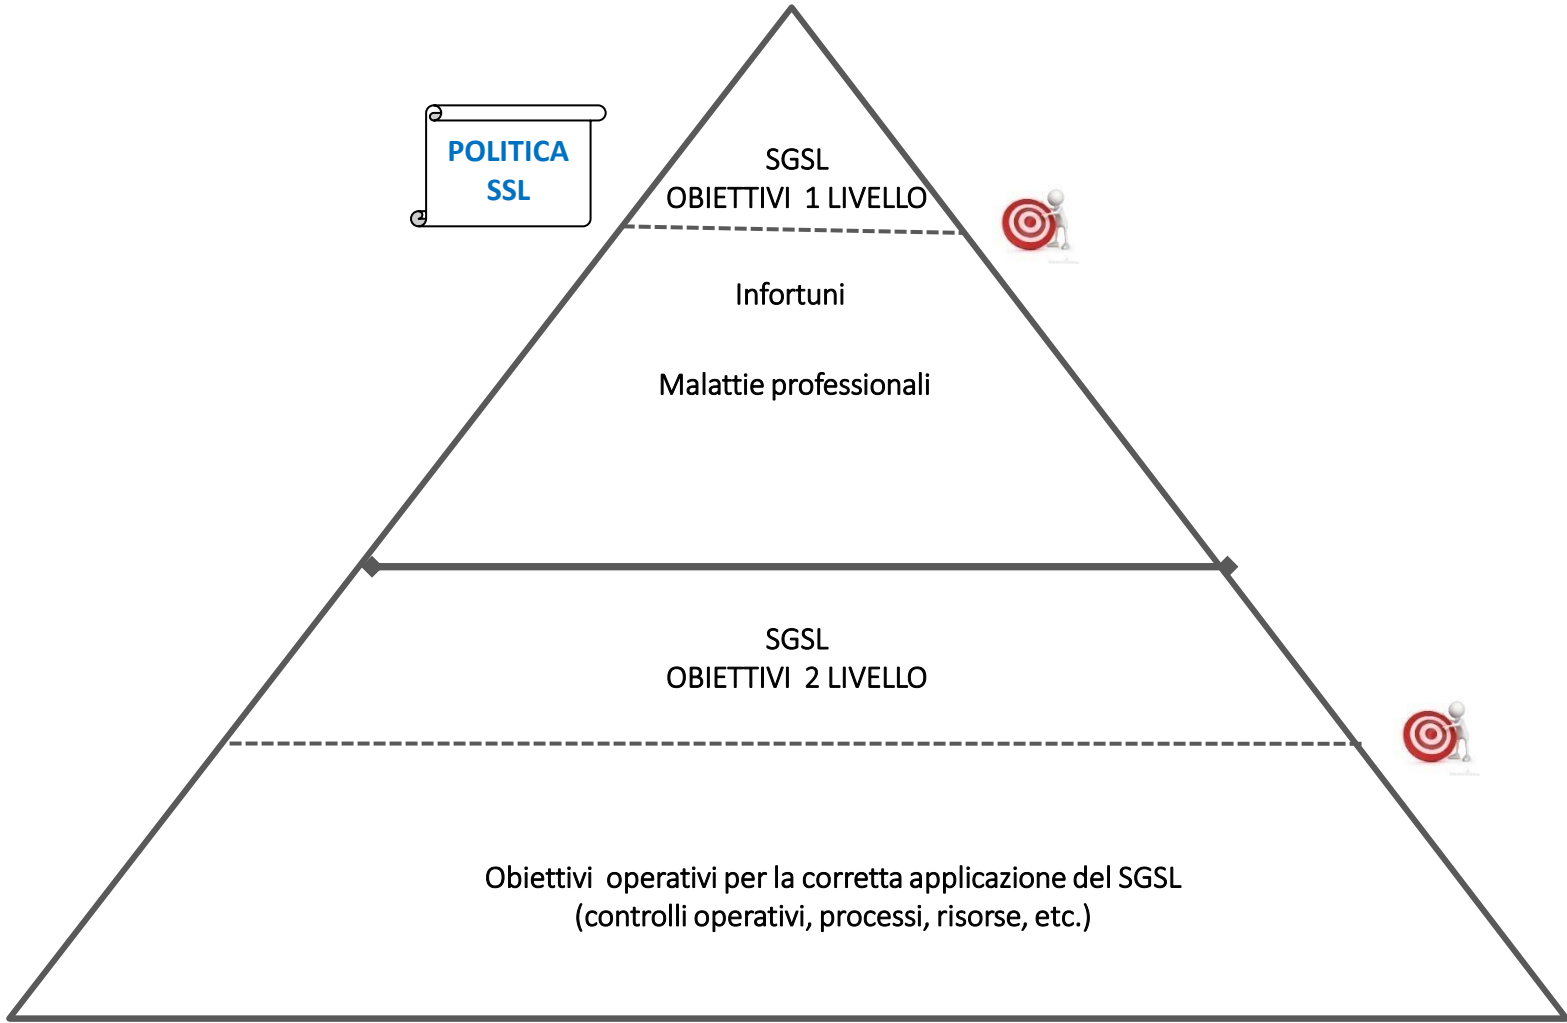 POLITICA
SSL
SGSL
OBIETTIVI 1 LIVELLO
Infortuni
Malattie professionali
SGSL
OBIETTIVI 2 LIVELLO
Obiettivi operativi per la corretta applicazione del SGSL
(controlli operativi, processi, risorse, etc.)